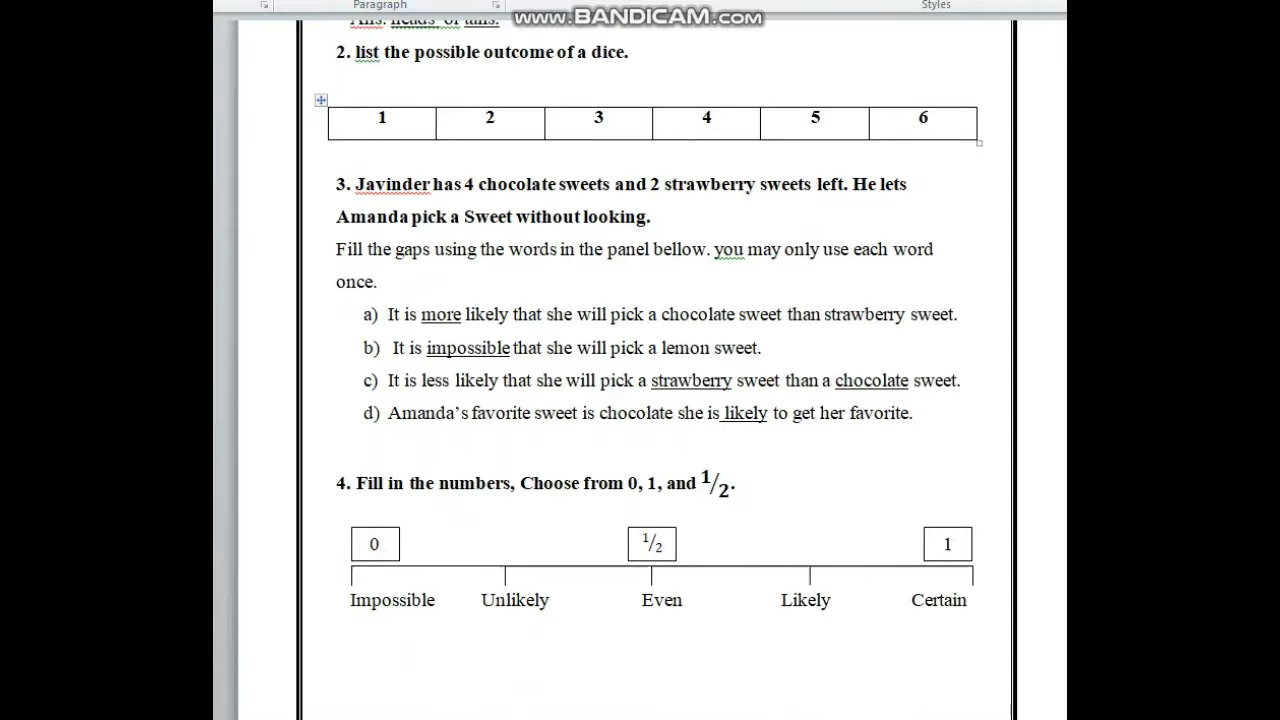 Paragraph
Styles
www.BANDICAM.com
Ans: heads or tails.
2. list the possible outcome of a dice.
1 2 3 4 5 6
3. Javinder has 4 chocolate sweets and 2 strawberry sweets left. He lets
Amanda pick a Sweet without looking.
Fill the gaps using the words in the panel bellow. you may only use each word
once.
a) It is more likely that she will pick a chocolate sweet than strawberry sweet.
b) It is impossible that she will pick a lemon sweet.
c) It is less likely that she will pick a strawberry sweet than a chocolate sweet.
d) Amanda's favorite sweet is chocolate she is likely to get her favorite.
4. Fill in the numbers, Choose from 0, 1, and 1/2.
0 1/2 1
Impossible Unlikely Even Likely Certain